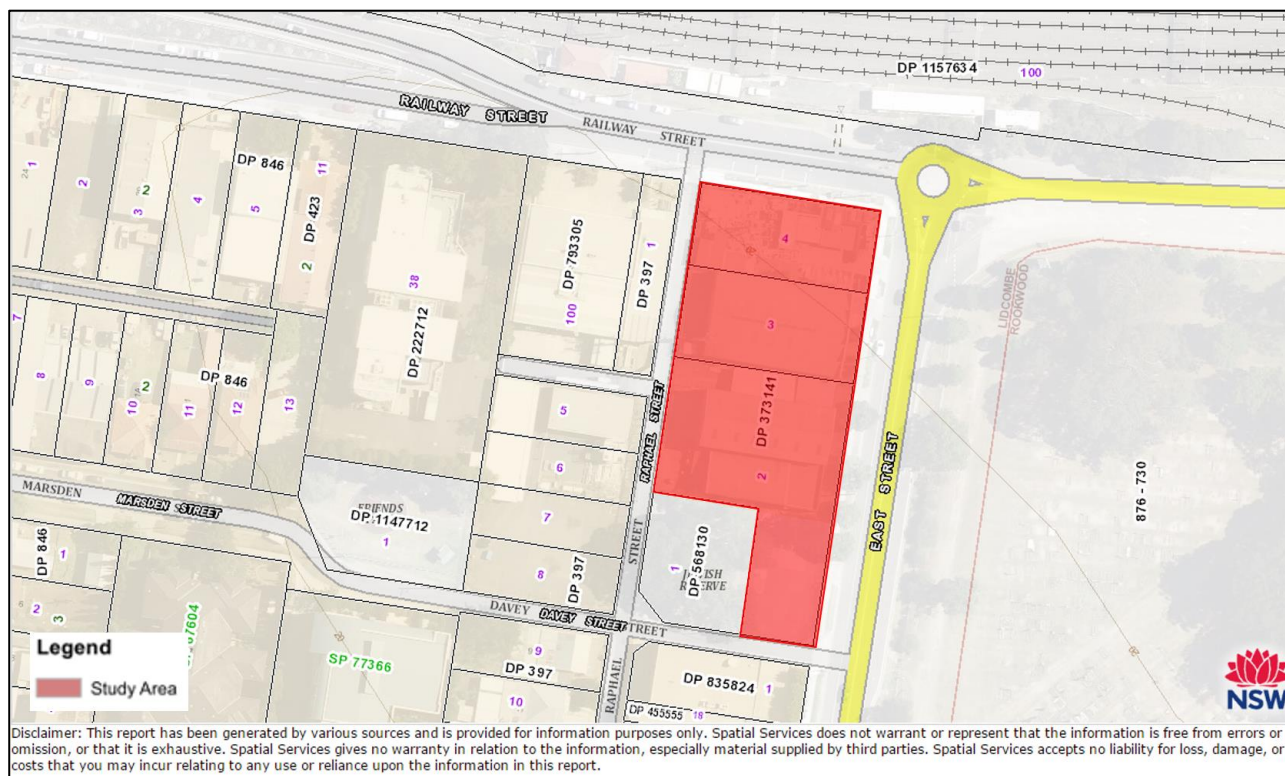 DP 1157634
100
RAILWAY STREET
RAILWAY STREET
1
2
2
3
4
DP 846
5
11
DP 423
2
38
DP 222712
DP 793305
100
1
DP 397
4
3
DP 373141
2
LIDCOMBE
ROOKWOOD
7
8
9
2
10
11
DP 846
12
13
5
6
7
8
DP 397
RAPHAEL STREET
STREET
EAST STREET
876 - 730
MARSDEN
MARSDEN STREET
FRIENDS
DP 1147712
1
1
DP 568130
JEWISH
RESERVE
DAVEY
DAVEY STREET
STREET
DP 846
1
2
3
SP 77366
9
DP 397
10
RAPHAEL
DP 835824
1
DP 455555
18
Legend
Study Area
NSW
Disclaimer: This report has been generated by various sources and is provided for information purposes only. Spatial Services does not warrant or represent that the information is free from errors or
omission, or that it is exhaustive. Spatial Services gives no warranty in relation to the information, especially material supplied by third parties. Spatial Services accepts no liability for loss, damage, or
costs that you may incur relating to any use or reliance upon the information in this report.